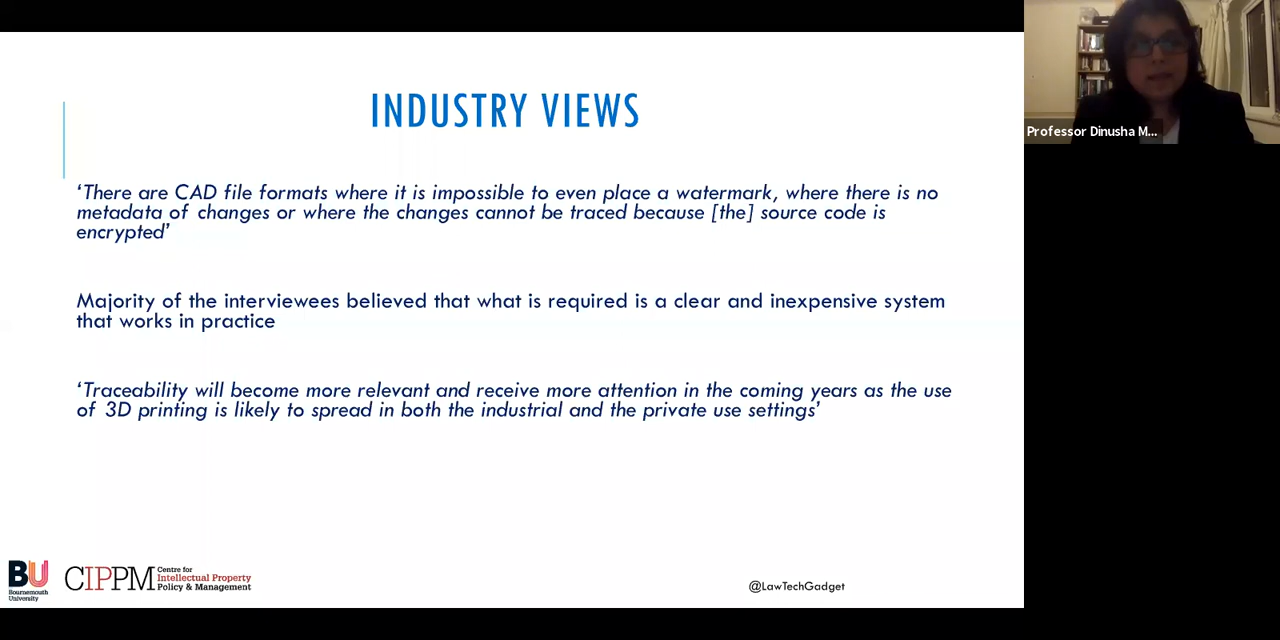 INDUSTRY VIEWS
Professor Dinusha M...
‘There are CAD file formats where it is impossible to even place a watermark, where there is no
metadata of changes or where the changes cannot be traced because [the] source code is
encrypted’
Majority of the interviewees believed that what is required is a clear and inexpensive system
that works in practice
‘Traceability will become more relevant and receive more attention in the coming years as the use
of 3D printing is likely to spread in both the industrial and the private use settings’
BU
Bournemouth
University
CIPPM
Centre for
Intellectual Property
Policy & Management
@LawTechGadget